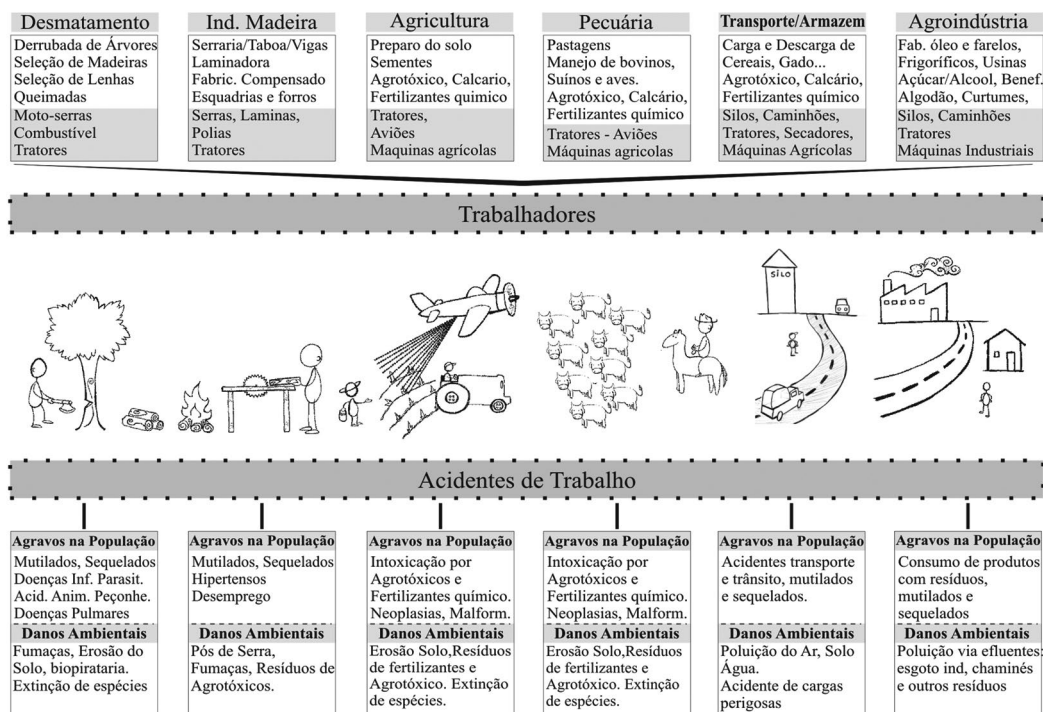 Desmatamento
Derrubada de Árvores
Seleção de Madeiras
Seleção de Lenhas
Queimadas
Moto-serras
Combustível
Tratores
Ind. Madeira
Serraria/Taboa/Vigas
Laminadora
Fabric. Compensado
Esquadrias e forros
Serras, Laminas,
Polias
Tratores
Agricultura
Preparo do solo
Sementes
Agrotóxico, Calcario,
Fertilizantes quimico
Tratores,
Aviões
Maquinas agrícolas
Pecuária
Pastagens
Manejo de bovinos,
Suínos e aves.
Agrotóxico, Calcário,
Fertilizantes químico
Tratores - Aviões
Máquinas agricolas
Transporte/Armazem
Carga e Descarga de
Cereais, Gado...
Agrotóxico, Calcário,
Fertilizantes químico
Silos, Caminhões,
Tratores, Secadores,
Máquinas Agrícolas
Agroindústria
Fab. óleo e farelos,
Frigoríficos, Usinas
Açúcar/Alcool, Benef.
Algodão, Curtumes,
Silos, Caminhões
Tratores
Máquinas Industriais
Trabalhadores
SILO
Acidentes de Trabalho
Agravos na População
Mutilados, Sequelados
Doenças Inf. Parasit.
Acid. Anim. Peçonhe.
Doenças Pulmares
Danos Ambientais
Fumaças, Erosão do
Solo, biopirataria.
Extinção de espécies
Agravos na População
Mutilados, Sequelados
Hipertensos
Desemprego
Danos Ambientais
Pós de Serra,
Fumaças, Resíduos de
Agrotóxicos.
Agravos na População
Intoxicação por
Agrotóxicos e
Fertilizantes químico.
Neoplasias, Malform.
Danos Ambientais
Erosão Solo,Resíduos
de fertilizantes e
Agrotóxico. Extinção
de espécies.
Agravos na População
Intoxicação por
Agrotóxicos e
Fertilizantes químico.
Neoplasias, Malform.
Danos Ambientais
Erosão Solo,Resíduos
de fertilizantes e
Agrotóxico. Extinção
de espécies.
Agravos na População
Acidentes transporte
e trânsito, mutilados
e sequelados.
Danos Ambientais
Poluição do Ar, Solo
Água.
Acidente de cargas
perigosas
Agravos na População
Consumo de produtos
com resíduos,
mutilados e
sequelados
Danos Ambientais
Poluição via efluentes:
esgoto ind, chaminés
e outros resíduos